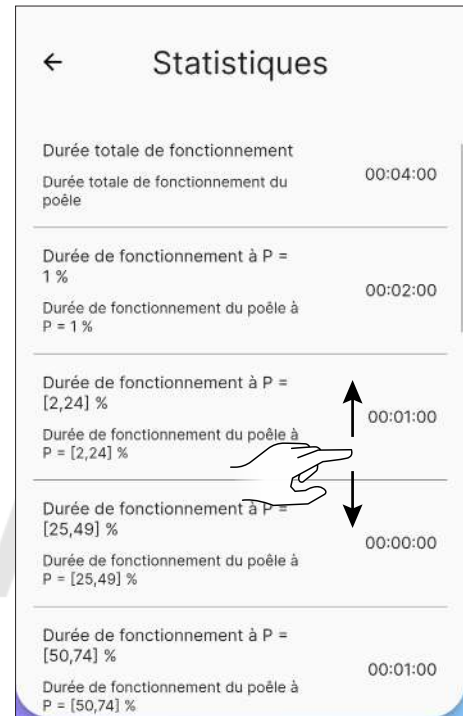 Statistiques
Durée totale de fonctionnement
Durée totale de fonctionnement du
poêle
00:04:00
Durée de fonctionnement à P =
1 %
Durée de fonctionnement du poêle à
P = 1 %
00:02:00
Durée de fonctionnement à P =
[2,24] %
Durée de fonctionnement du poêle à
P = [2,24] %
00:01:00
Durée de fonctionnement à P =
[25,49] %
Durée de fonctionnement du poêle à
P = [25,49] %
00:00:00
Durée de fonctionnement à P =
[50,74] %
Durée de fonctionnement du poêle à
P = [50,74] %
00:01:00